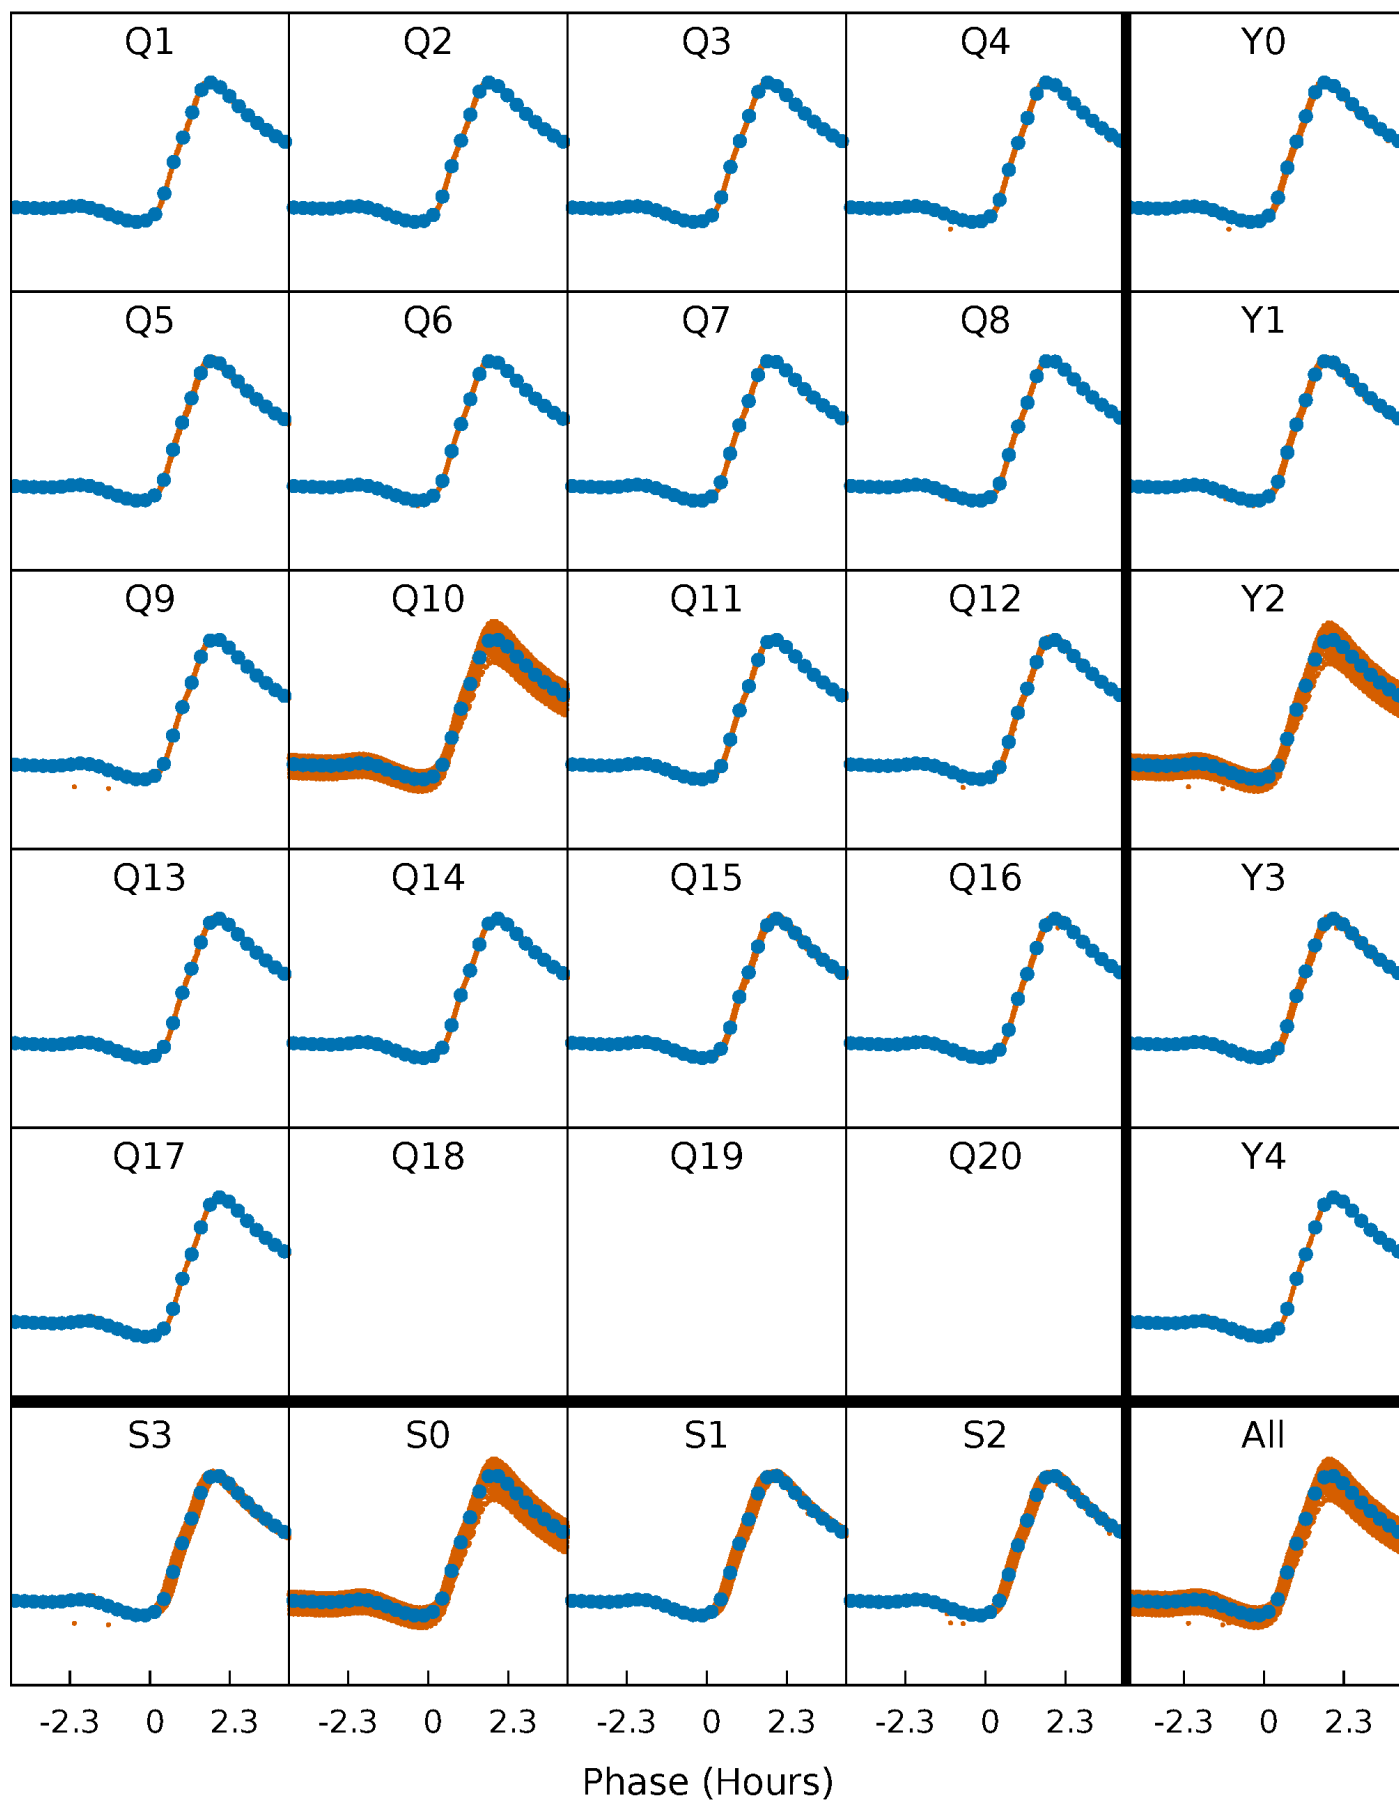 Q1 Q2 Q3 Q4 Y0
Q5 Q6 Q7 Q8 Y1
Q9 Q10 Q11 Q12 Y2
Q13 Q14 Q15 Q16 Y3
Q17 Q18 Q19 Q20 Y4
S3 S0 S1 S2 All
-2.3 0 2.3 -2.3 0 2.3 -2.3 0 2.3 -2.3 0 2.3 -2.3 0 2.3
Phase (Hours)